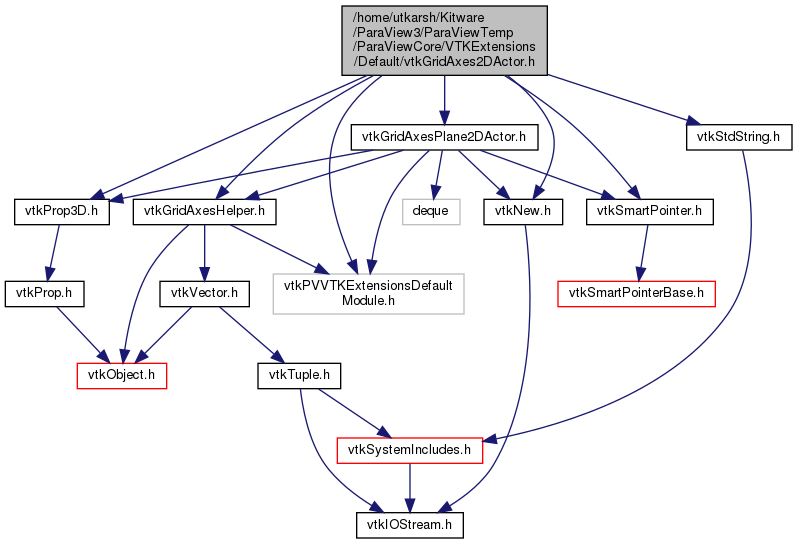 /home/utkarsh/Kitware
/ParaView3/ParaViewTemp
/ParaViewCore/VTKExtensions
/Default/vtkGridAxes2DActor.h
vtkGridAxesPlane2DActor.h
vtkStdString.h
vtkProp3D.h
vtkGridAxesHelper.h
deque
vtkNew.h
vtkSmartPointer.h
vtkProp.h
vtkVector.h
vtkPVVTKExtensionsDefault
Module.h
vtkSmartPointerBase.h
vtkObject.h
vtkTuple.h
vtkSystemIncludes.h
vtkIOStream.h